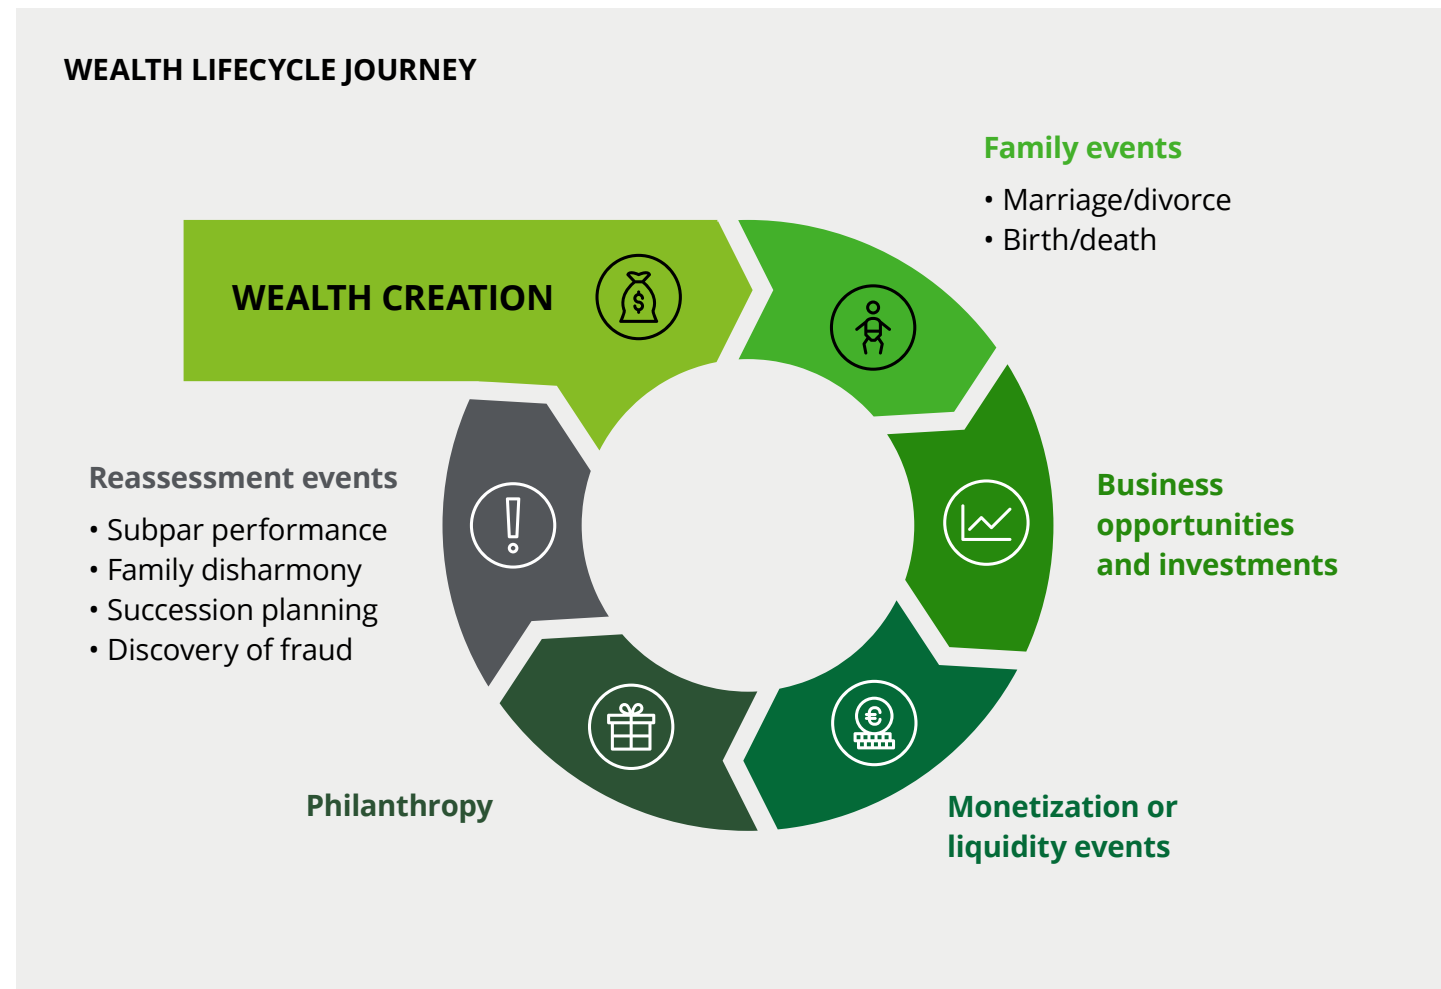 WEALTH LIFECYCLE JOURNEY
Family events
• Marriage/divorce
• Birth/death
WEALTH CREATION
$
Business
opportunities
and investments
Reassessment events
• Subpar performance
• Family disharmony
• Succession planning
• Discovery of fraud
€
Monetization or
liquidity events
Philanthropy